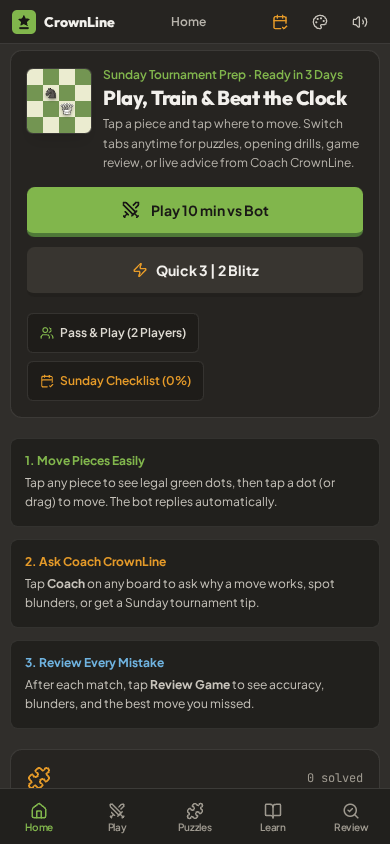 CrownLine
Home
Sunday Tournament Prep · Ready in 3 Days
Play, Train & Beat the Clock
Tap a piece and tap where to move. Switch
tabs anytime for puzzles, opening drills, game
review, or live advice from Coach CrownLine.
Play 10 min vs Bot
Quick 3 | 2 Blitz
Pass & Play (2 Players)
Sunday Checklist (0%)
1. Move Pieces Easily
Tap any piece to see legal green dots, then tap a dot (or
drag) to move. The bot replies automatically.
2. Ask Coach CrownLine
Tap Coach on any board to ask why a move works, spot
blunders, or get a Sunday tournament tip.
3. Review Every Mistake
After each match, tap Review Game to see accuracy,
blunders, and the best move you missed.
0 solved
Home
Play
Puzzles
Learn
Review